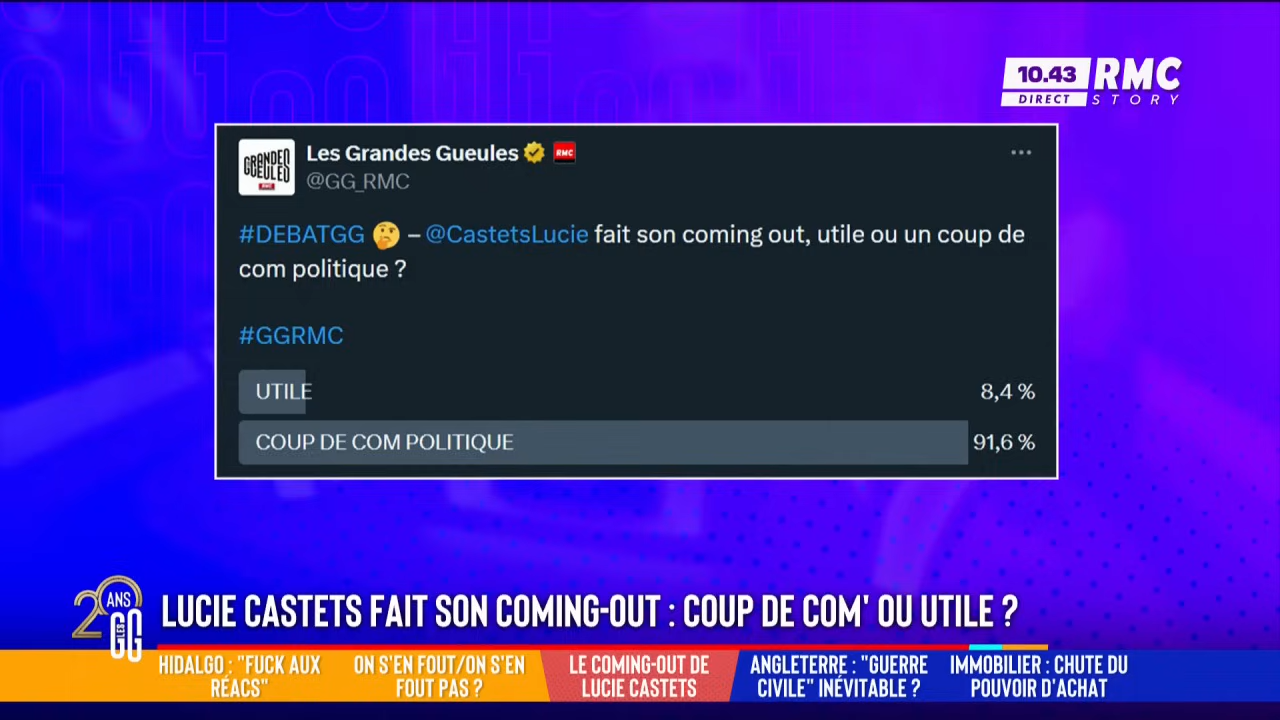 10.43
DIRECT
RMC
STORY
GRANDES
GUEULES
RMC
Les Grandes Gueules
RMC
@GG_RMC
#DEBATGG 🤔 – @CastetsLucie fait son coming out, utile ou un coup de
com politique ?
#GGRMC
UTILE 8,4 %
COUP DE COM POLITIQUE 91,6 %
20 ANS
LES
GG
LUCIE CASTETS FAIT SON COMING-OUT : COUP DE COM' OU UTILE ?
HIDALGO : "FUCK AUX
RÉACS"
ON S'EN FOUT/ON S'EN
FOUT PAS ?
LE COMING-OUT DE
LUCIE CASTETS
ANGLETERRE : "GUERRE
CIVILE" INÉVITABLE ?
IMMOBILIER : CHUTE DU
POUVOIR D'ACHAT